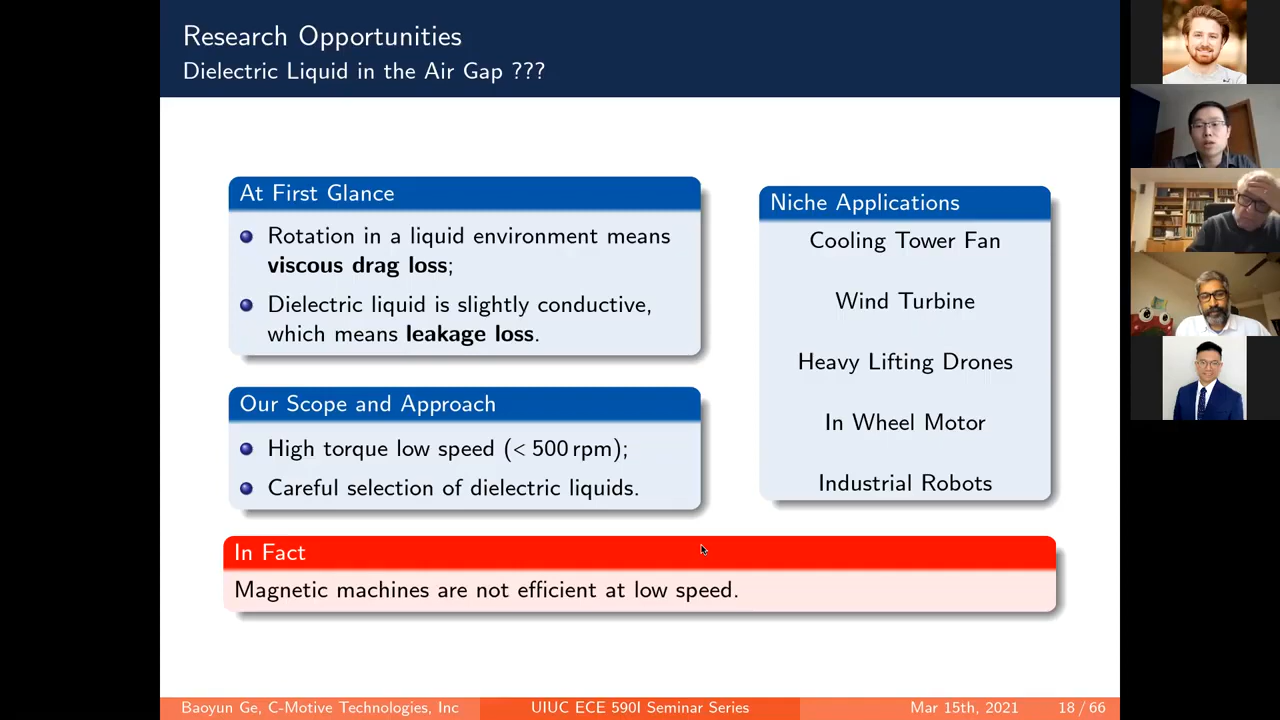 Research Opportunities
Dielectric Liquid in the Air Gap ???
At First Glance
Rotation in a liquid environment means
viscous drag loss;
Dielectric liquid is slightly conductive,
which means leakage loss.
Our Scope and Approach
High torque low speed (< 500 rpm);
Careful selection of dielectric liquids.
Niche Applications
Cooling Tower Fan
Wind Turbine
Heavy Lifting Drones
In Wheel Motor
Industrial Robots
In Fact
Magnetic machines are not efficient at low speed.
Baoyun Ge, C-Motive Technologies, Inc UIUC ECE 590I Seminar Series Mar 15th, 2021 18 / 66